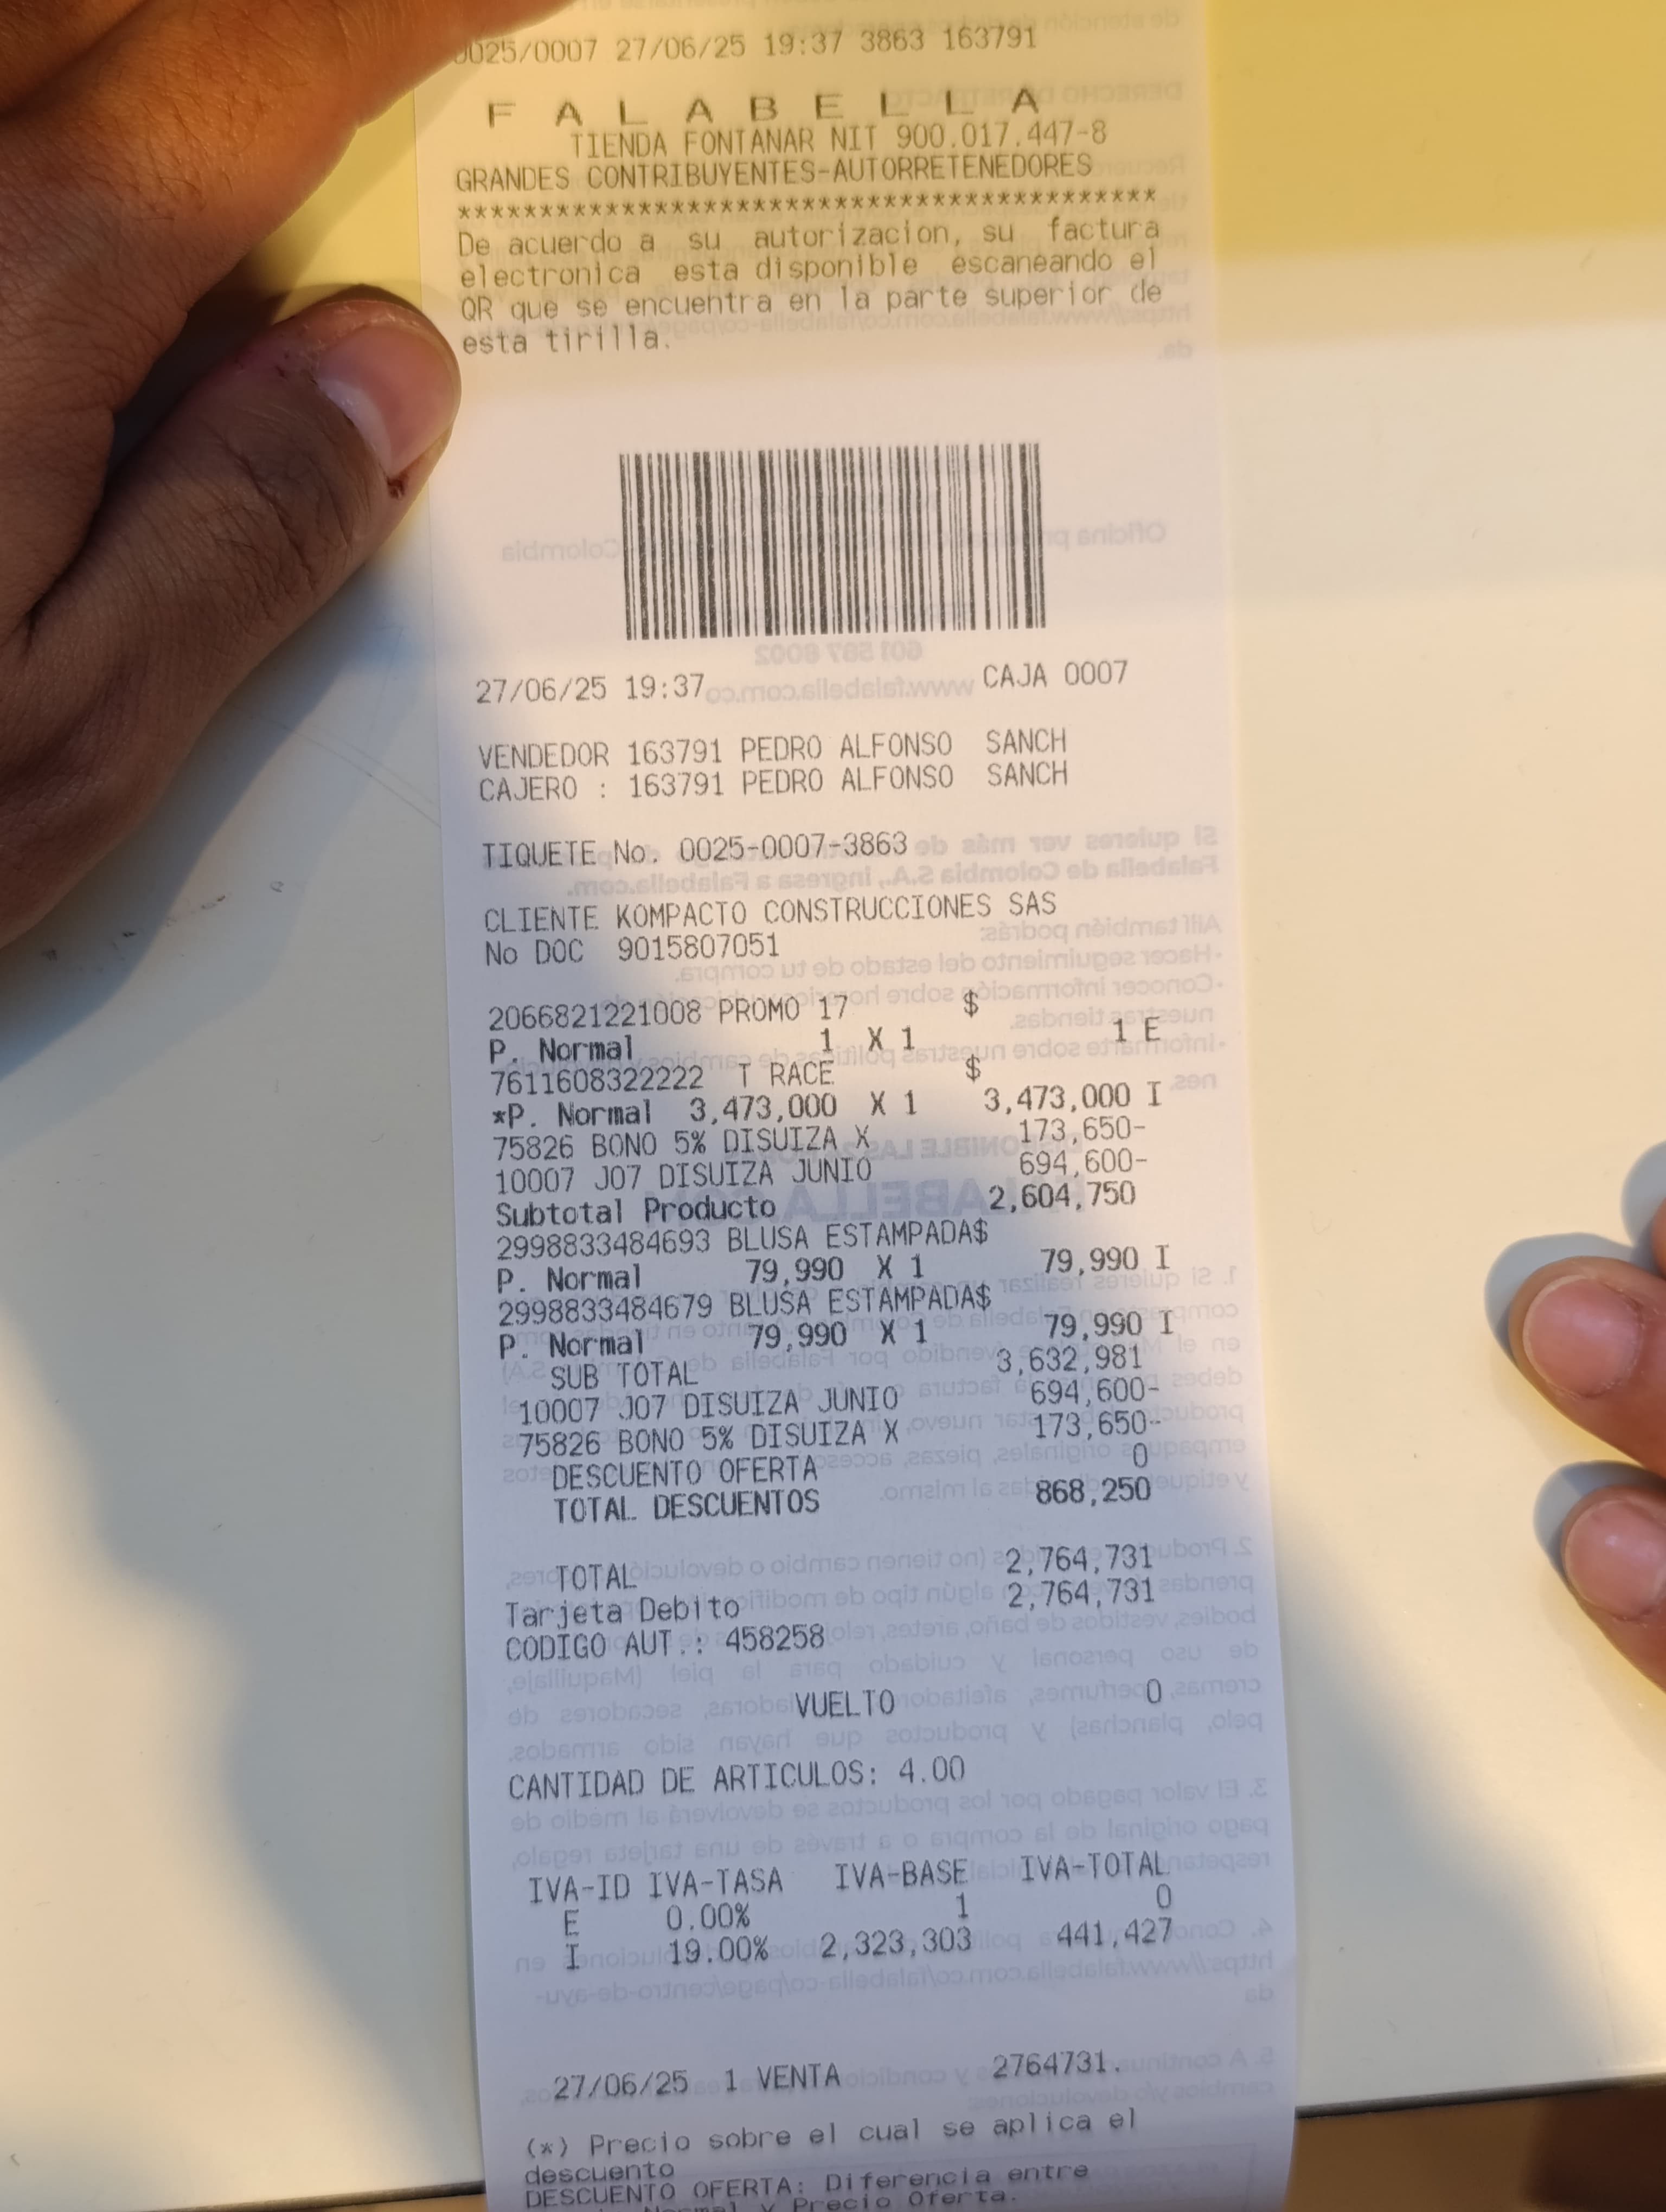 0025/0007 27/06/25 19:37 3863 163791
F A L A B E L L A
TIENDA FONTANAR NIT 900.017.447-8
GRANDES CONTRIBUYENTES-AUTORRETENEDORES
*******************************************
De acuerdo a su autorizacion, su factura
electronica esta disponible escaneando el
QR que se encuentra en la parte superior de
esta tirilla.
27/06/25 19:37 CAJA 0007
VENDEDOR 163791 PEDRO ALFONSO SANCH
CAJERO : 163791 PEDRO ALFONSO SANCH
TIQUETE No. 0025-0007-3863
CLIENTE KOMPACTO CONSTRUCCIONES SAS
No DOC 9015807051
2066821221008 PROMO 17 $
P. Normal 1 X 1 1 E
7611608322222 T RACE $
*P. Normal 3,473,000 X 1 3,473,000 I
75826 BONO 5% DISUIZA X 173,650-
10007 J07 DISUIZA JUNIO 694,600-
Subtotal Producto 2,604,750
2998833484693 BLUSA ESTAMPADA$
P. Normal 79,990 X 1 79,990 I
2998833484679 BLUSA ESTAMPADA$
P. Normal 79,990 X 1 79,990 I
SUB TOTAL 3,632,981
10007 J07 DISUIZA JUNIO 694,600-
75826 BONO 5% DISUIZA X 173,650-
DESCUENTO OFERTA 0
TOTAL DESCUENTOS 868,250
TOTAL 2,764,731
Tarjeta Debito 2,764,731
CODIGO AUT.: 458258
VUELTO 0
CANTIDAD DE ARTICULOS: 4.00
IVA-ID IVA-TASA IVA-BASE IVA-TOTAL
E 0.00% 1 0
I 19.00% 2,323,303 441,427
27/06/25 1 VENTA 2764731.
(*) Precio sobre el cual se aplica el
descuento
DESCUENTO OFERTA: Diferencia entre
Normal y Precio Oferta.